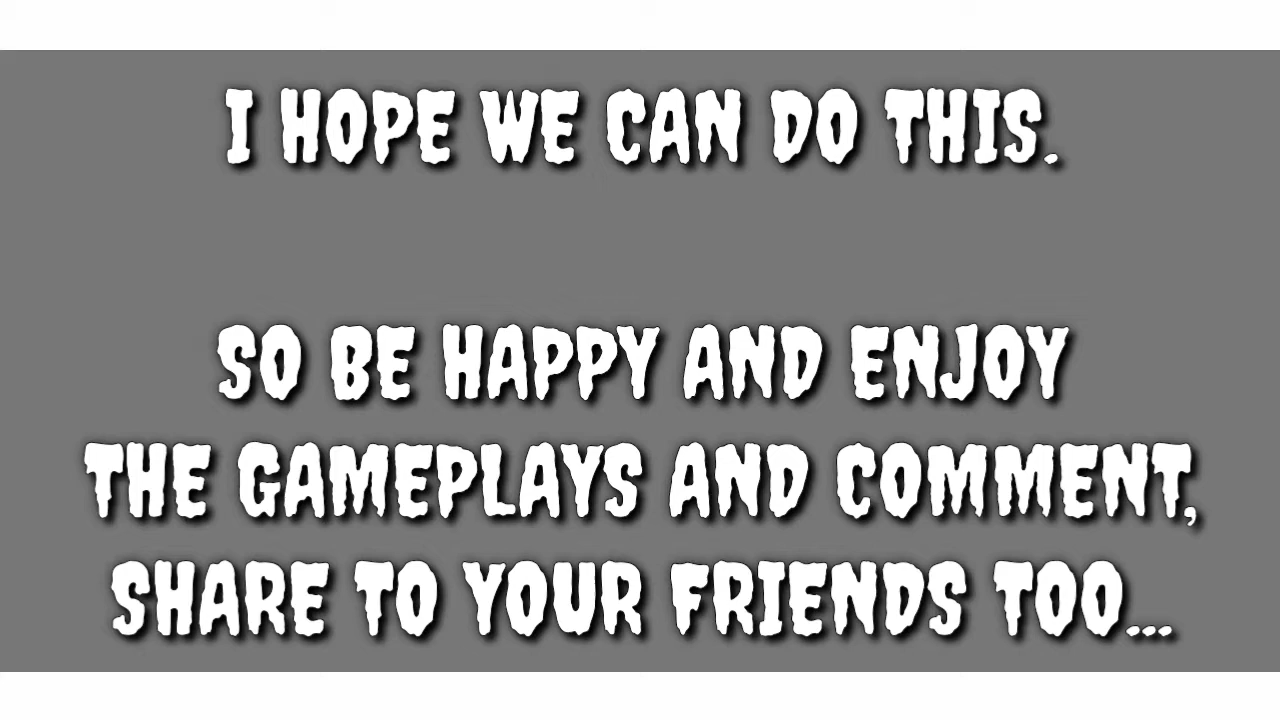 I HOPE WE CAN DO THIS.
SO BE HAPPY AND ENJOY
THE GAMEPLAYS AND COMMENT,
SHARE TO YOUR FRIENDS TOO...